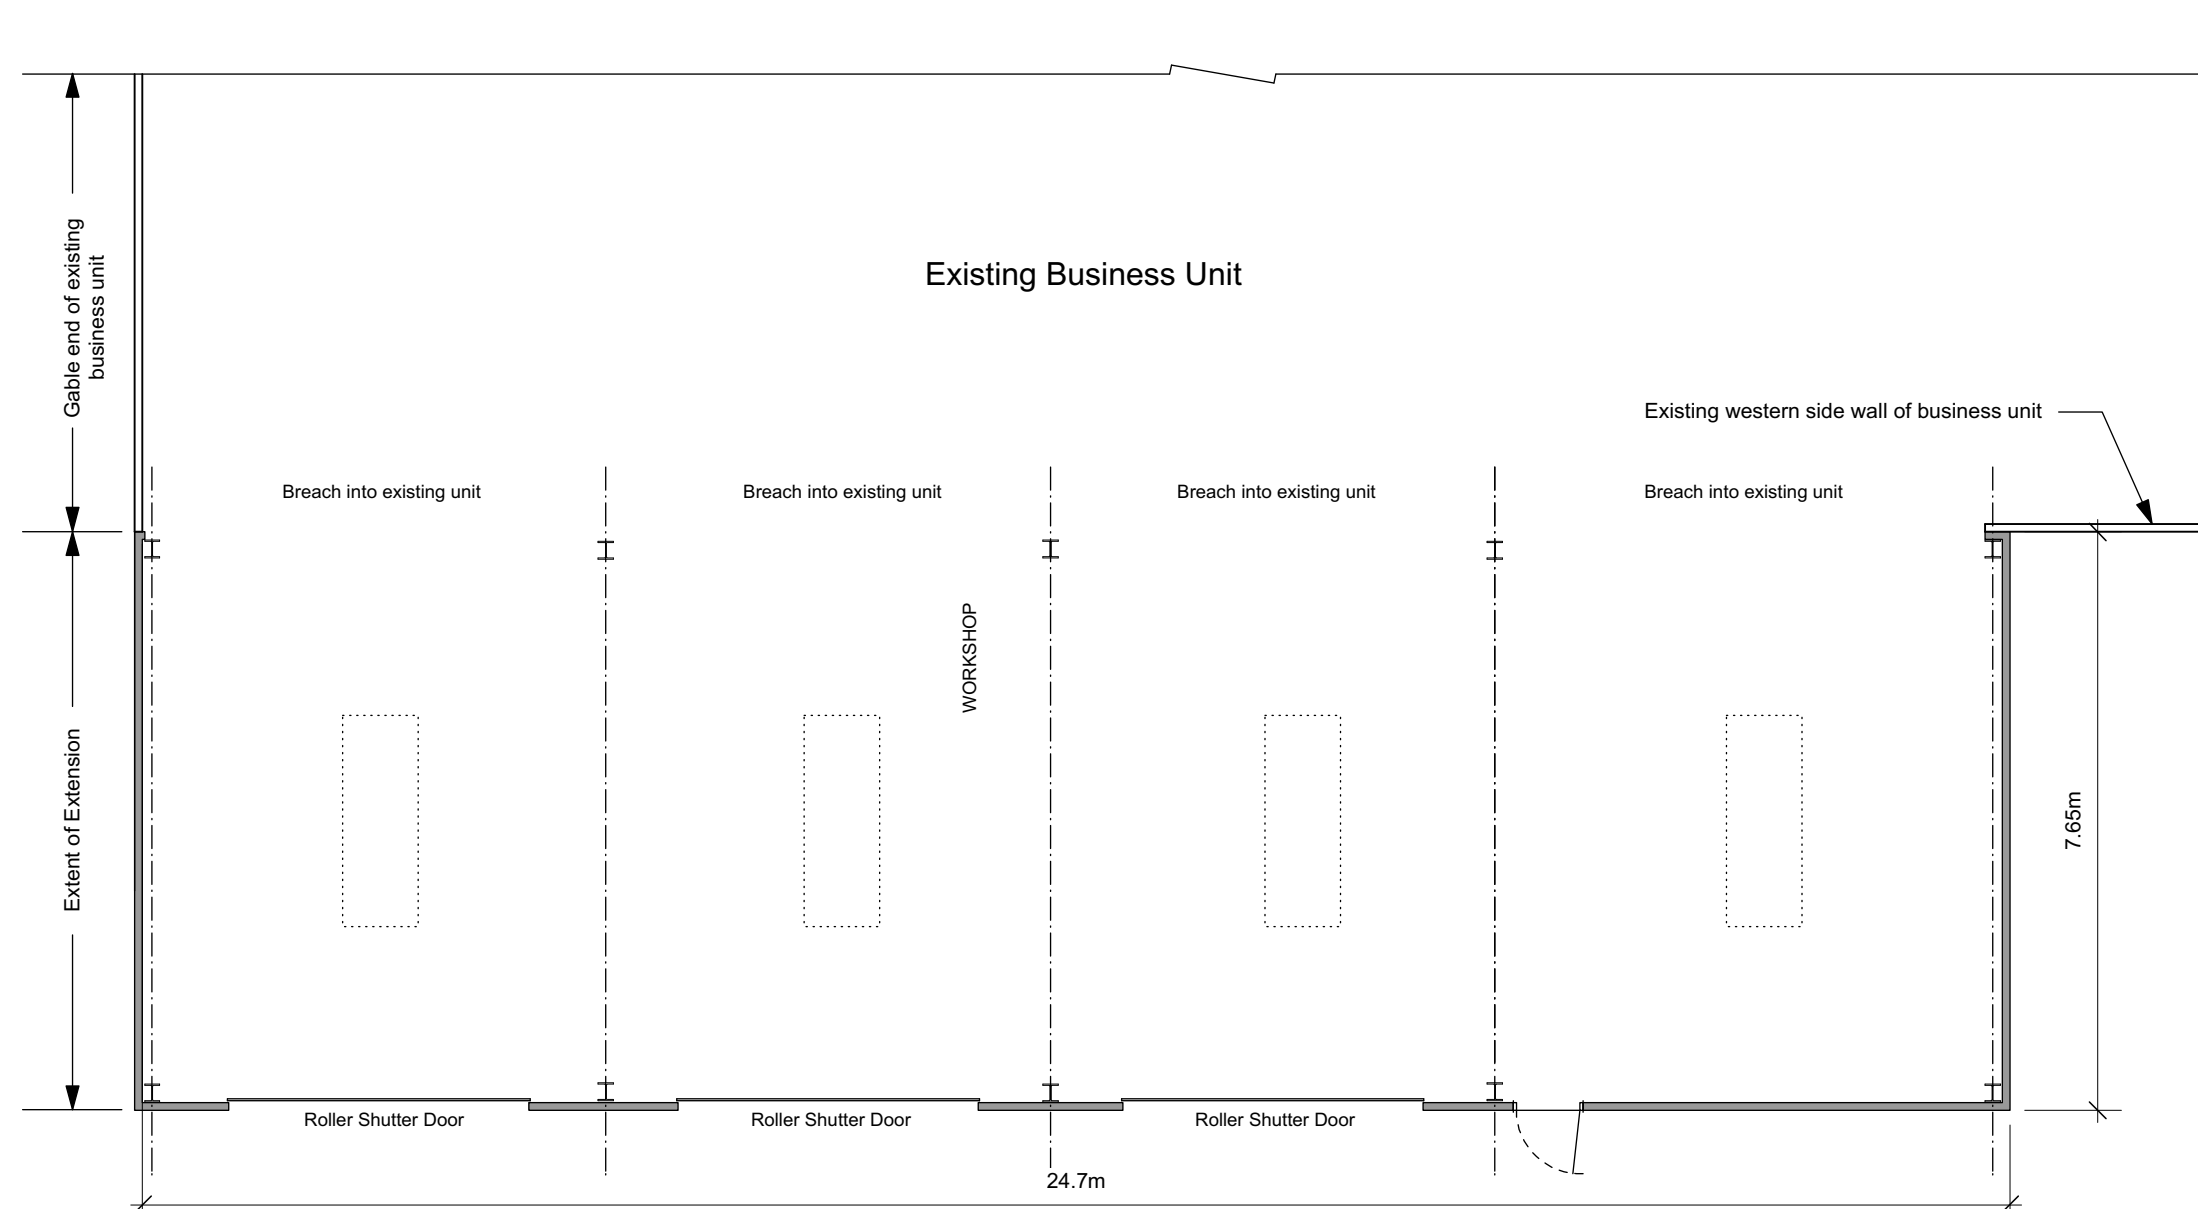 Gable end of existing
business unit
Existing Business Unit
Existing western side wall of business unit
Breach into existing unit
Breach into existing unit
Breach into existing unit
Breach into existing unit
WORKSHOP
Extent of Extension
7.65m
Roller Shutter Door
Roller Shutter Door
Roller Shutter Door
24.7m